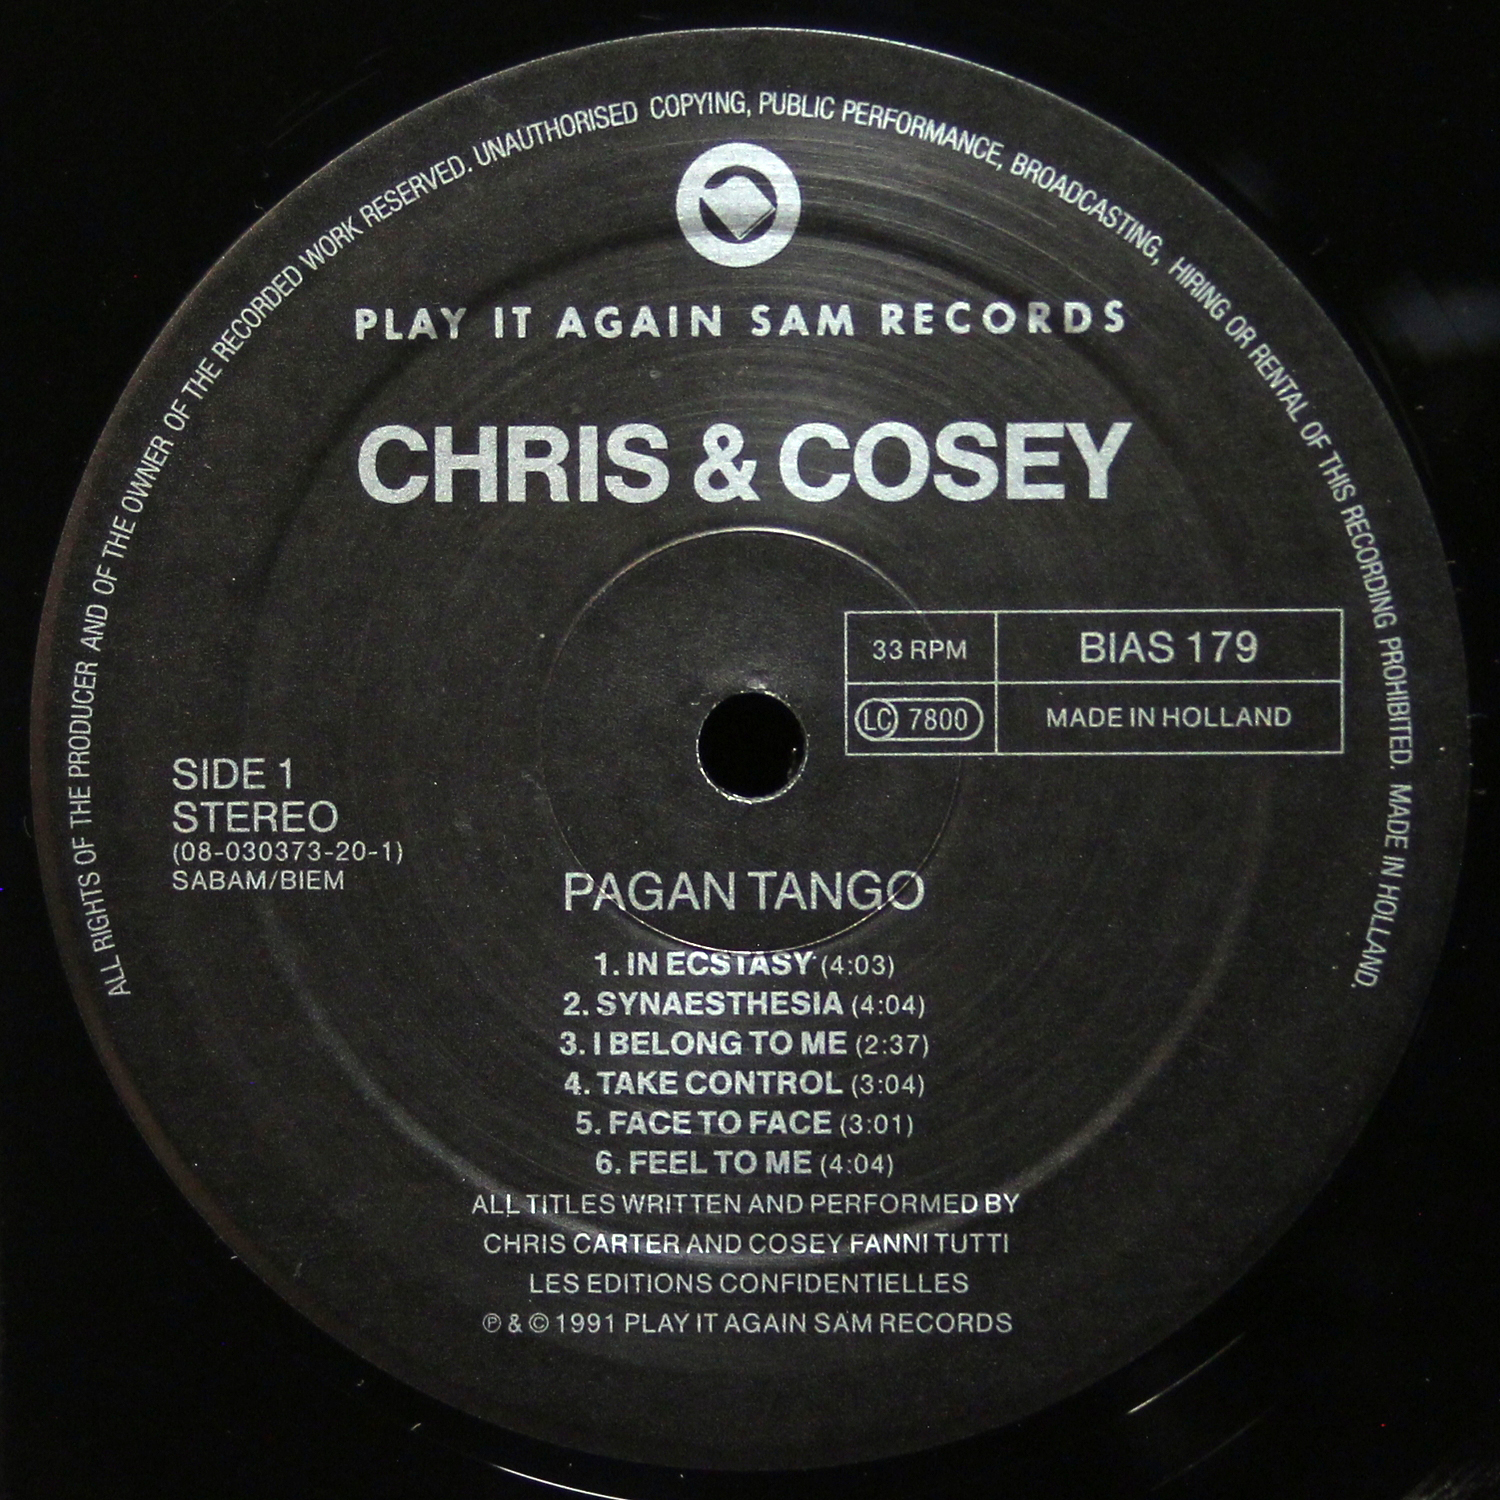 ALL RIGHTS OF THE PRODUCER AND OF THE OWNER OF THE RECORDED WORK RESERVED. UNAUTHORISED COPYING, PUBLIC PERFORMANCE, BROADCASTING, HIRING OR RENTAL OF THIS RECORDING PROHIBITED. MADE IN HOLLAND.
PLAY IT AGAIN SAM RECORDS
CHRIS & COSEY
33 RPM BIAS 179
LC 7800 MADE IN HOLLAND
SIDE 1
STEREO
(08-030373-20-1)
SABAM/BIEM
PAGAN TANGO
1. IN ECSTASY (4:03)
2. SYNAESTHESIA (4:04)
3. I BELONG TO ME (2:37)
4. TAKE CONTROL (3:04)
5. FACE TO FACE (3:01)
6. FEEL TO ME (4:04)
ALL TITLES WRITTEN AND PERFORMED BY
CHRIS CARTER AND COSEY FANNI TUTTI
LES EDITIONS CONFIDENTIELLES
℗ & © 1991 PLAY IT AGAIN SAM RECORDS